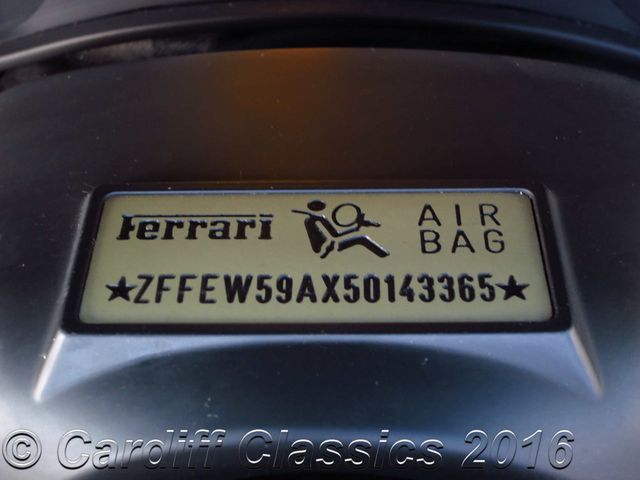 Ferrari AIR
BAG
★ZFFEW59AX50143365★
© Cardiff Classics 2016